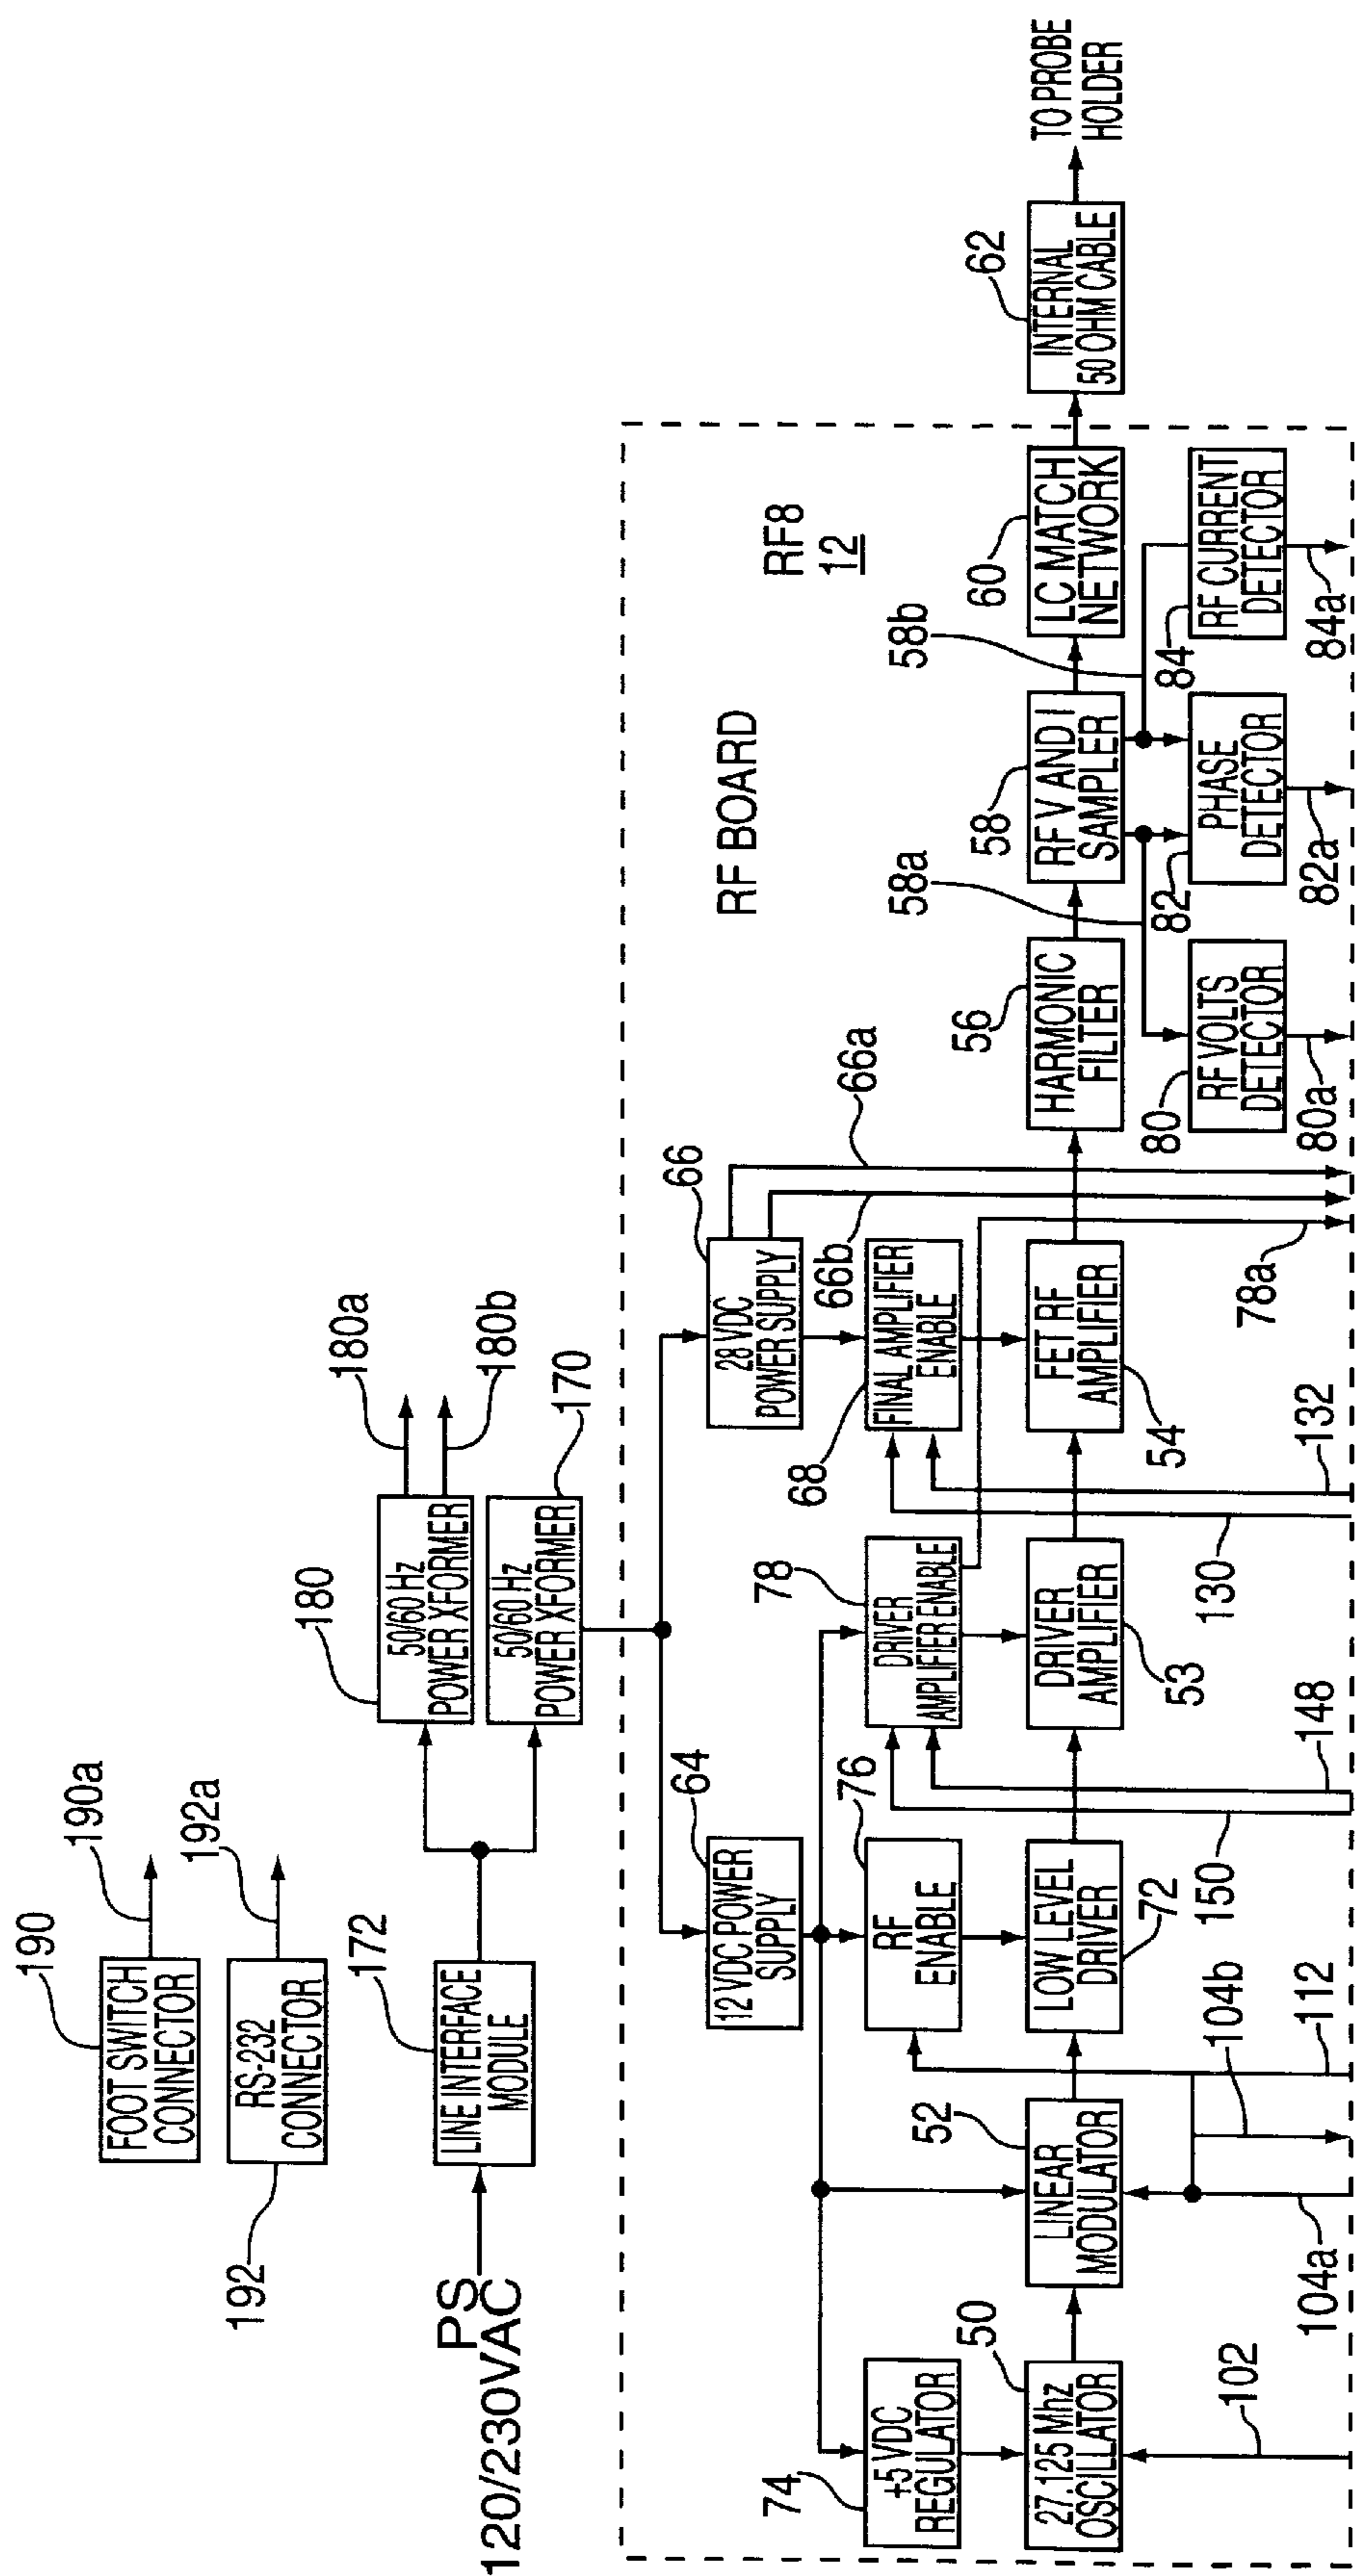 190
FOOT SWITCH
CONNECTOR
190a
RS-232
CONNECTOR
192
192a
PS
120/230VAC
172
LINE INTERFACE
MODULE
180
50/60 Hz
POWER XFORMER
180a
180b
50/60 Hz
POWER XFORMER
170
RF BOARD
RF8
12
64
12 VDC POWER
SUPPLY
66
28 VDC
POWER SUPPLY
66a
66b
74
+5 VDC
REGULATOR
76
RF
ENABLE
78
DRIVER
AMPLIFIER ENABLE
68
FINAL AMPLIFIER
ENABLE
50
27.125 Mhz
OSCILLATOR
52
LINEAR
MODULATOR
LOW LEVEL
DRIVER
72
DRIVER
AMPLIFIER
53
FET RF
AMPLIFIER
54
56
HARMONIC
FILTER
58
RF V AND I
SAMPLER
58a
58b
60
LC MATCH
NETWORK
62
INTERNAL
50 OHM CABLE
TO PROBE
HOLDER
80
RF VOLTS
DETECTOR
82
PHASE
DETECTOR
84
RF CURRENT
DETECTOR
102
104a
104b
112
150
148
130
132
78a
80a
82a
84a